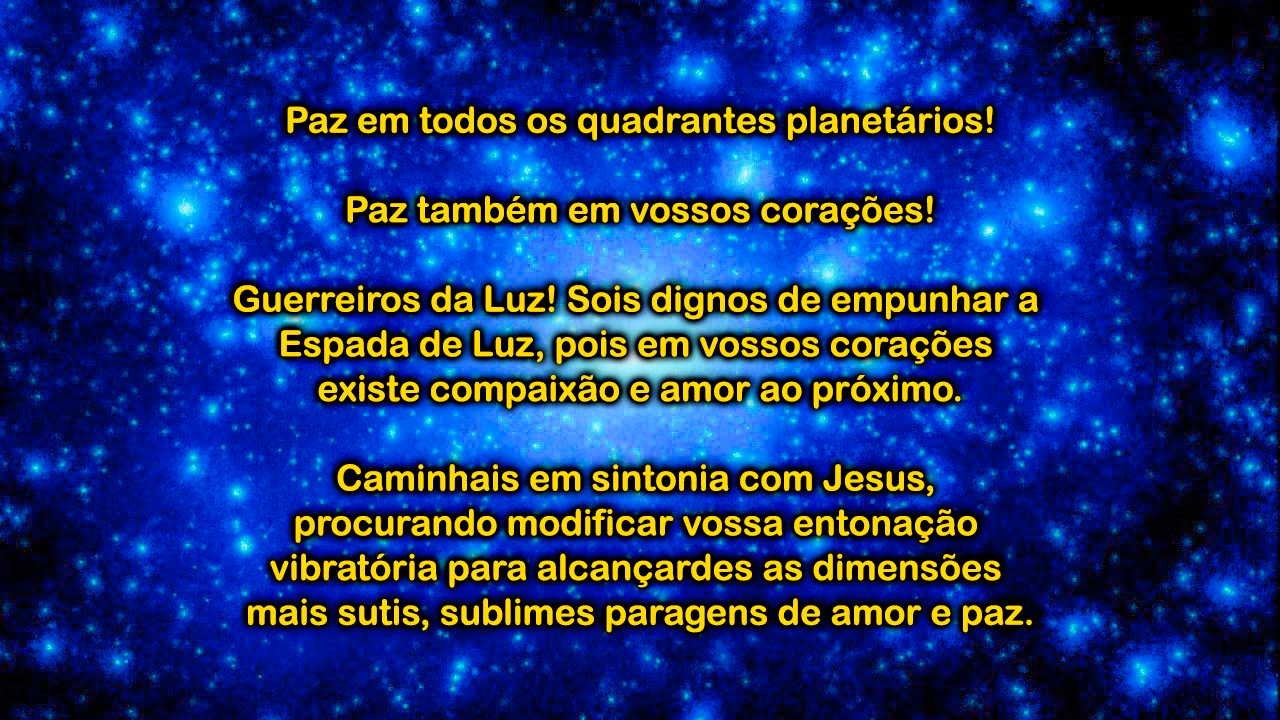 Paz em todos os quadrantes planetários!
Paz também em vossos corações!
Guerreiros da Luz! Sois dignos de empunhar a
Espada de Luz, pois em vossos corações
existe compaixão e amor ao próximo.
Caminhais em sintonia com Jesus,
procurando modificar vossa entonação
vibratória para alcançardes as dimensões
mais sutis, sublimes paragens de amor e paz.